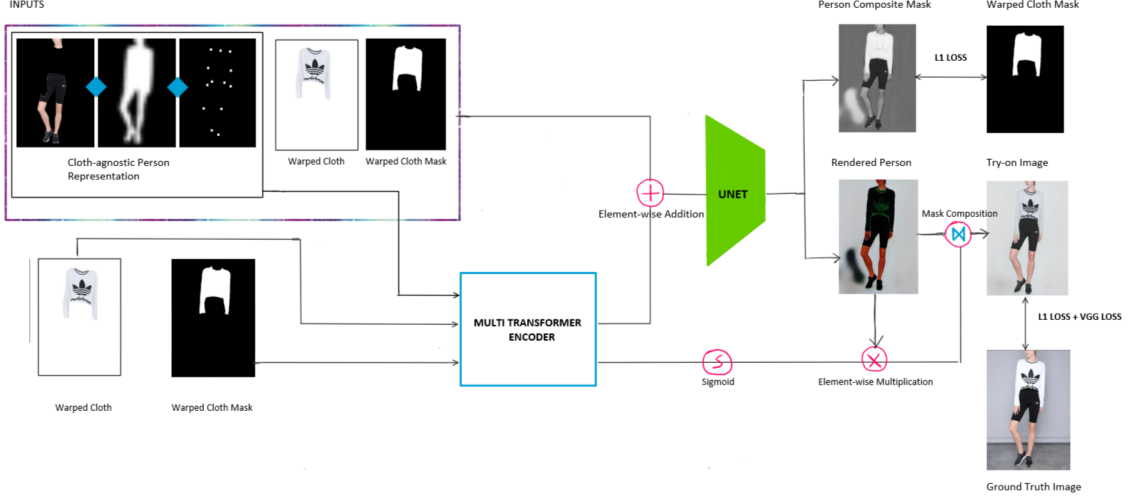 INPUTS
Person Composite Mask
Warped Cloth Mask
L1 LOSS
Warped Cloth
Warped Cloth Mask
Cloth-agnostic Person
Representation
Rendered Person
Try-on Image
UNET
Element-wise Addition
Mask Composition
MULTI TRANSFORMER
ENCODER
L1 LOSS + VGG LOSS
S
Sigmoid
Element-wise Multiplication
Warped Cloth
Warped Cloth Mask
Ground Truth Image